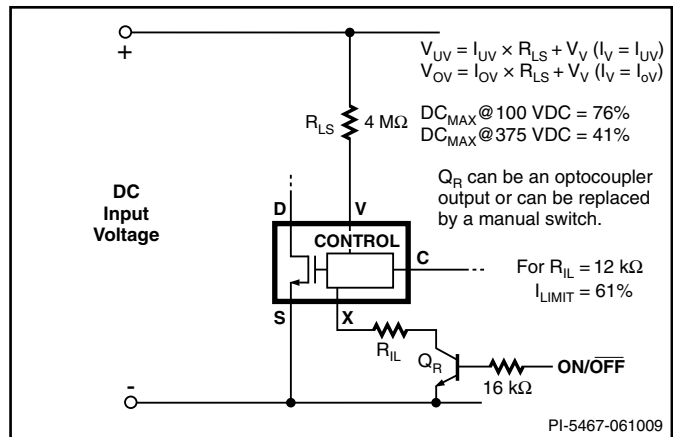 +
V_UV = I_UV × R_LS + V_V (I_V = I_UV)
V_OV = I_OV × R_LS + V_V (I_V = I_oV)
R_LS 4 MΩ
DC_MAX@100 VDC = 76%
DC_MAX@375 VDC = 41%
DC
Input
Voltage
Q_R can be an optocoupler
output or can be replaced
by a manual switch.
D
V
CONTROL
C
For R_IL = 12 kΩ
I_LIMIT = 61%
S
X
R_IL
Q_R
16 kΩ
ON/O̅F̅F̅
-
PI-5467-061009